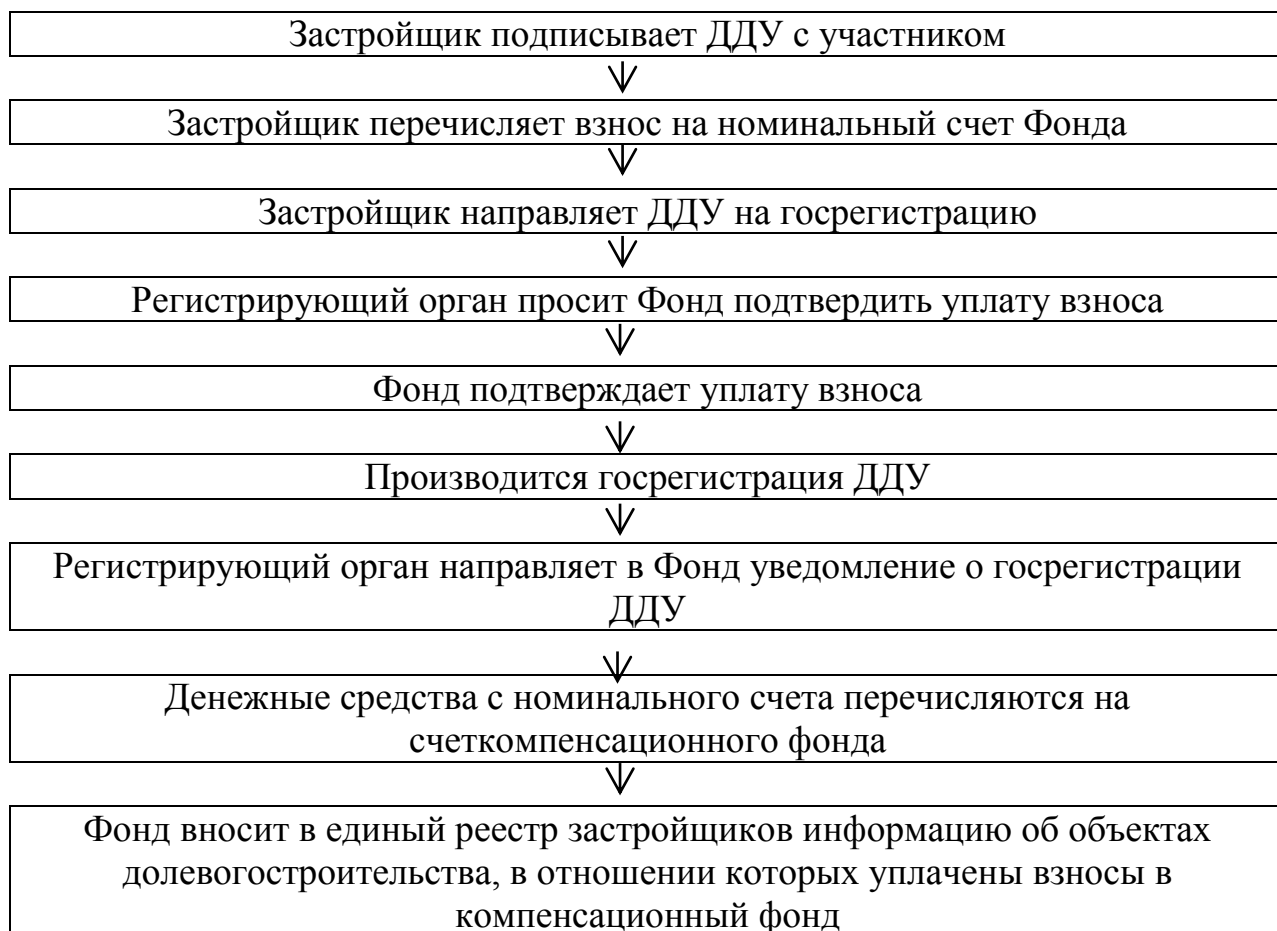 Застройщик подписывает ДДУ с участником
Застройщик перечисляет взнос на номинальный счет Фонда
Застройщик направляет ДДУ на госрегистрацию
Регистрирующий орган просит Фонд подтвердить уплату взноса
Фонд подтверждает уплату взноса
Производится госрегистрация ДДУ
Регистрирующий орган направляет в Фонд уведомление о госрегистрации
ДДУ
Денежные средства с номинального счета перечисляются на
счеткомпенсационного фонда
Фонд вносит в единый реестр застройщиков информацию об объектах
долевогостроительства, в отношении которых уплачены взносы в
компенсационный фонд